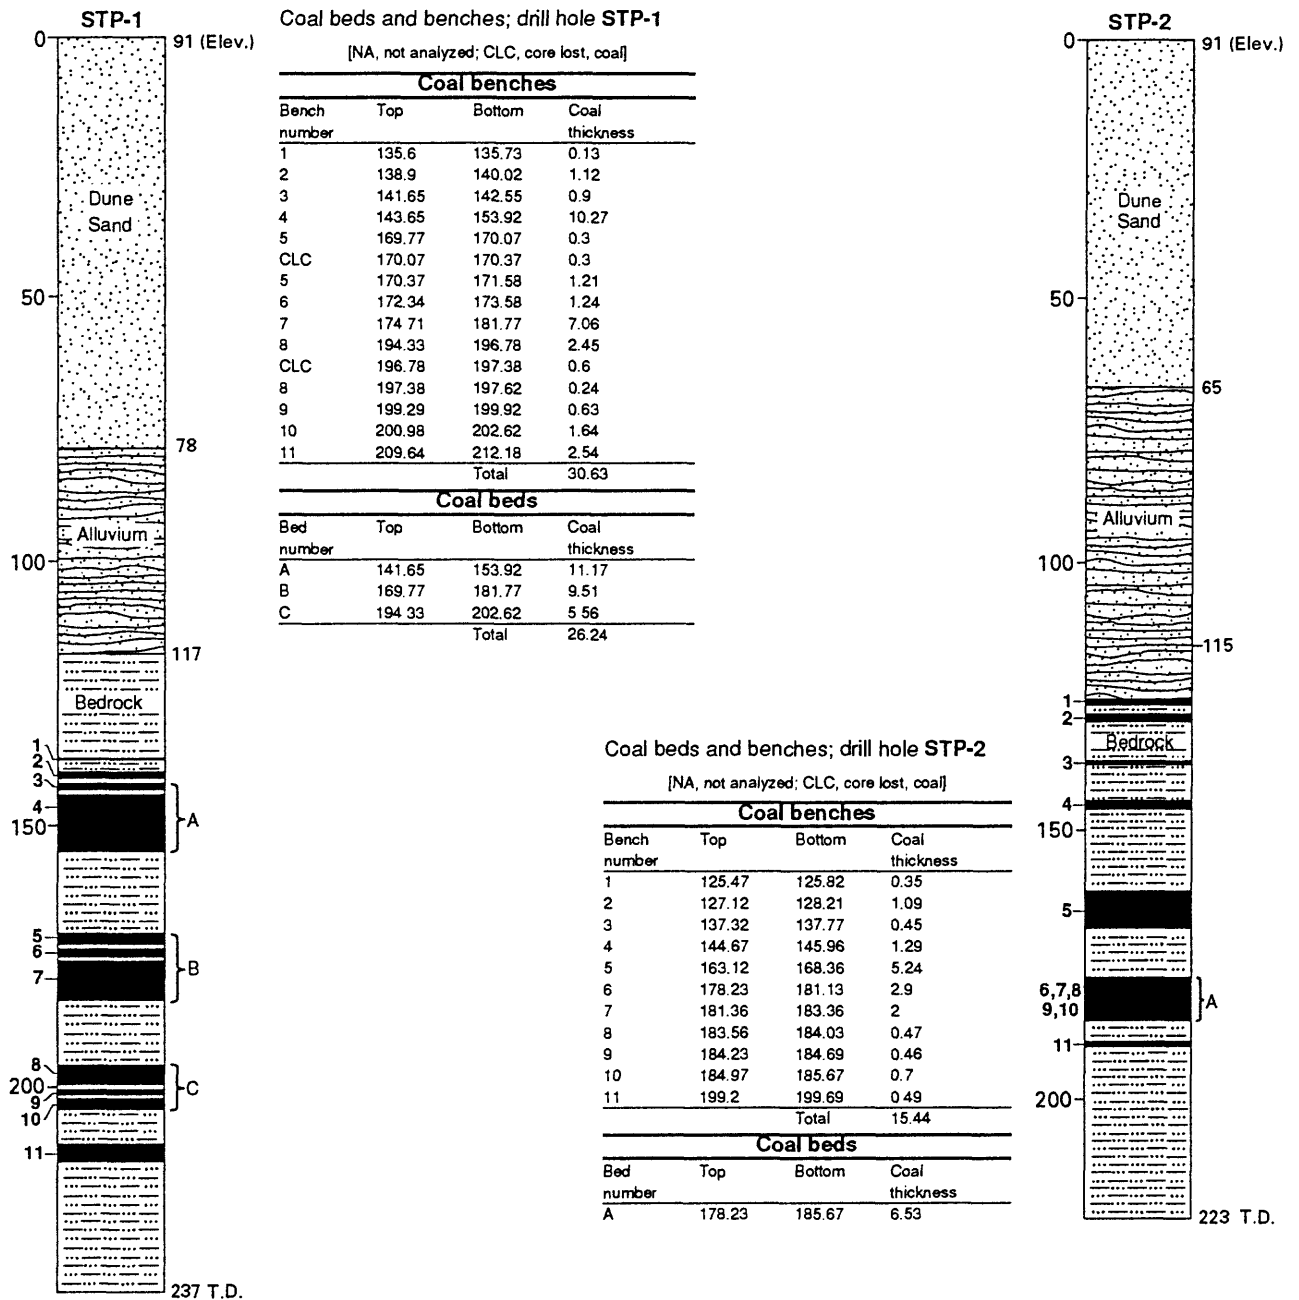 STP-1
0
91 (Elev.)
Dune
Sand
50
78
Alluvium
100
117
Bedrock
1
2
3
4
150
A
5
6
7
B
8
200
9
10
C
11
237 T.D.
Coal beds and benches; drill hole STP-1
[NA, not analyzed; CLC, core lost, coal]
Coal benches
Bench Top Bottom Coal
number thickness
1 135.6 135.73 0.13
2 138.9 140.02 1.12
3 141.65 142.55 0.9
4 143.65 153.92 10.27
5 169.77 170.07 0.3
CLC 170.07 170.37 0.3
5 170.37 171.58 1.21
6 172.34 173.58 1.24
7 174 71 181.77 7.06
8 194.33 196.78 2.45
CLC 196.78 197.38 0.6
8 197.38 197.62 0.24
9 199.29 199.92 0.63
10 200.98 202.62 1.64
11 209.64 212.18 2.54
Total 30.63
Coal beds
Bed Top Bottom Coal
number thickness
A 141.65 153.92 11.17
B 169.77 181.77 9.51
C 194 33 202.62 5 56
Total 26.24
Coal beds and benches; drill hole STP-2
[NA, not analyzed; CLC, core lost, coal]
Coal benches
Bench Top Bottom Coal
number thickness
1 125.47 125.82 0.35
2 127.12 128.21 1.09
3 137.32 137.77 0.45
4 144.67 145.96 1.29
5 163.12 168.36 5.24
6 178.23 181.13 2.9
7 181.36 183.36 2
8 183.56 184.03 0.47
9 184.23 184.69 0.46
10 184.97 185.67 0.7
11 199.2 199.69 0 49
Total 15.44
Coal beds
Bed Top Bottom Coal
number thickness
A 178.23 185.67 6.53
STP-2
0
91 (Elev.)
Dune
Sand
50
65
Alluvium
100
115
1
2
Bedrock
3
4
150
5
6,7,8
9,10
A
11
200
223 T.D.